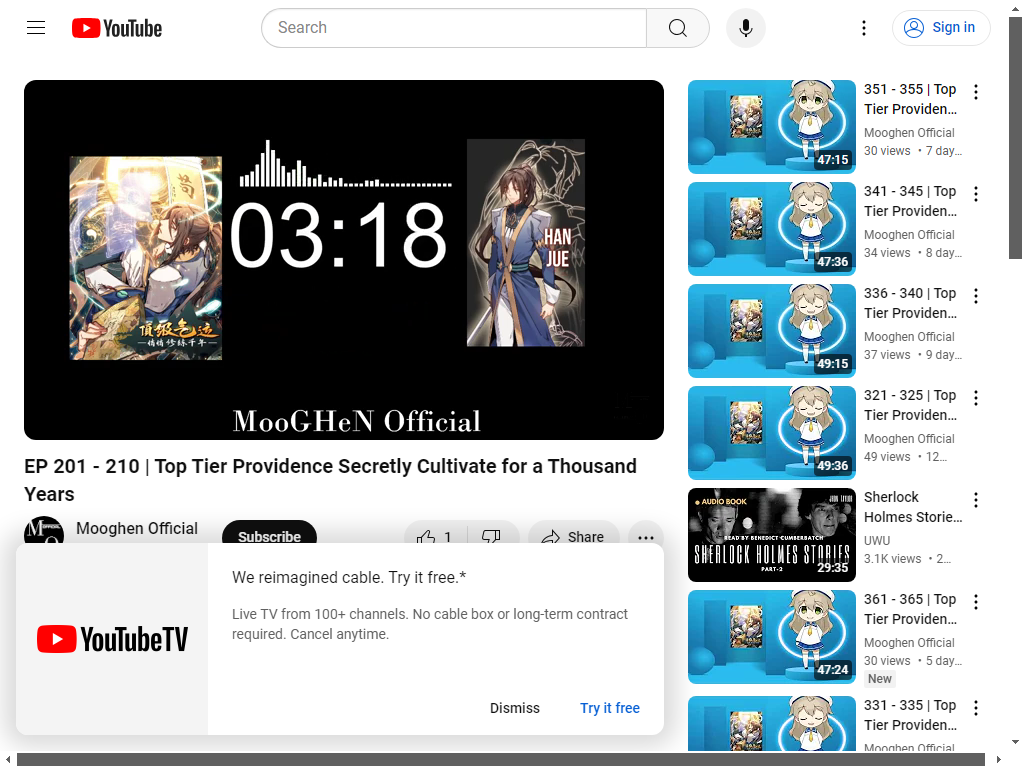 YouTube
Search
Sign in
03:18
HAN
JUE
頂級氣運
悄悄修練千年
MooGHeN Official
EP 201 - 210 | Top Tier Providence Secretly Cultivate for a Thousand
Years
Mooghen Official
Subscribe
1
Share
We reimagined cable. Try it free.*
Live TV from 100+ channels. No cable box or long-term contract
required. Cancel anytime.
YouTubeTV
Dismiss
Try it free
47:15
351 - 355 | Top
Tier Providen…
Mooghen Official
30 views • 7 day…
47:36
341 - 345 | Top
Tier Providen…
Mooghen Official
34 views • 8 day…
49:15
336 - 340 | Top
Tier Providen…
Mooghen Official
37 views • 9 day…
49:36
321 - 325 | Top
Tier Providen…
Mooghen Official
49 views • 12…
AUDIO BOOK
READ BY BENEDICT CUMBERBATCH
SHERLOCK HOLMES STORIES
PART-2
29:35
Sherlock
Holmes Storie…
UWU
3.1K views • 2…
47:24
361 - 365 | Top
Tier Providen…
Mooghen Official
30 views • 5 day…
New
331 - 335 | Top
Tier Providen…
Mooghen Official